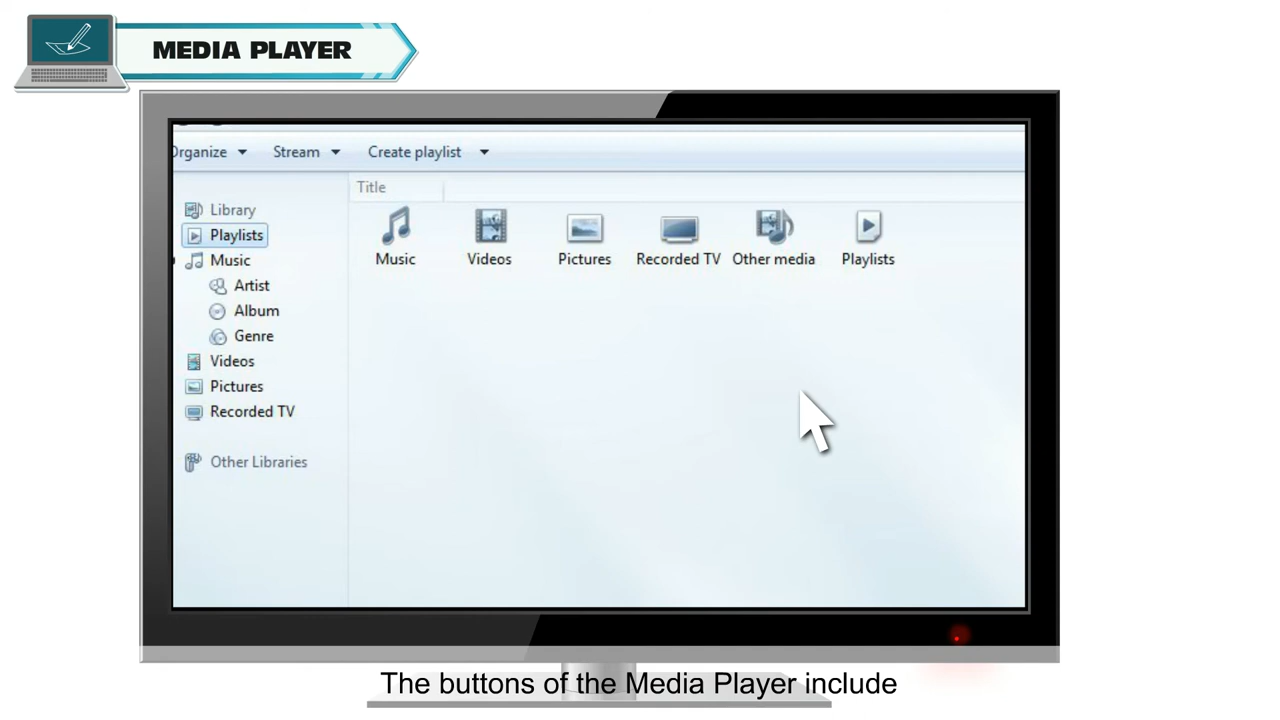 MEDIA PLAYER
Organize Stream Create playlist
Title
Library
Playlists
Music
Artist
Album
Genre
Videos
Pictures
Recorded TV
Other Libraries
Music Videos Pictures Recorded TV Other media Playlists
The buttons of the Media Player include